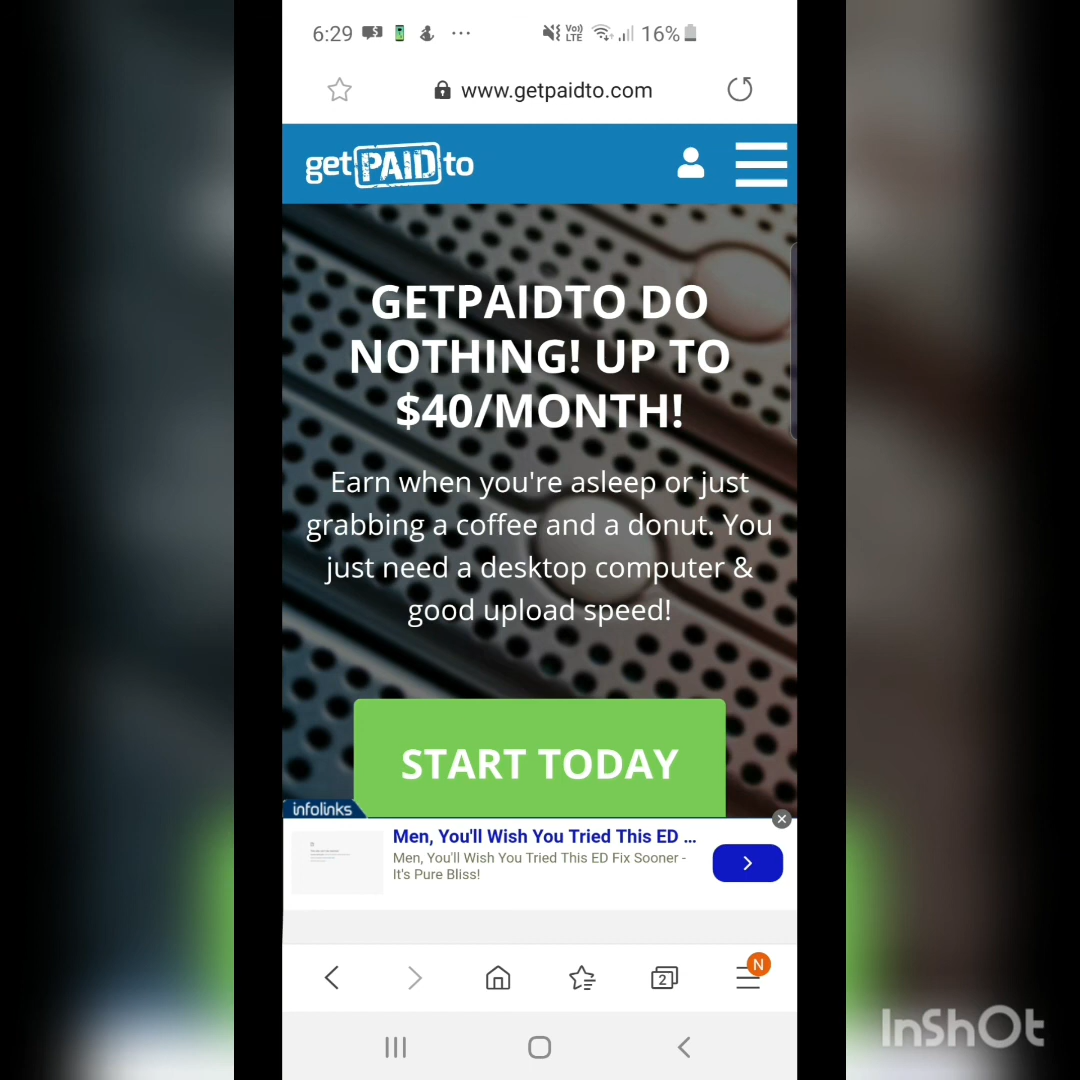 6:29
Vo)) LTE 16%
www.getpaidto.com
getPAIDto
GETPAIDTO DO
NOTHING! UP TO
$40/MONTH!
Earn when you're asleep or just
grabbing a coffee and a donut. You
just need a desktop computer &
good upload speed!
START TODAY
infolinks
Men, You'll Wish You Tried This ED ...
Men, You'll Wish You Tried This ED Fix Sooner -
It's Pure Bliss!
2
N
InShOt